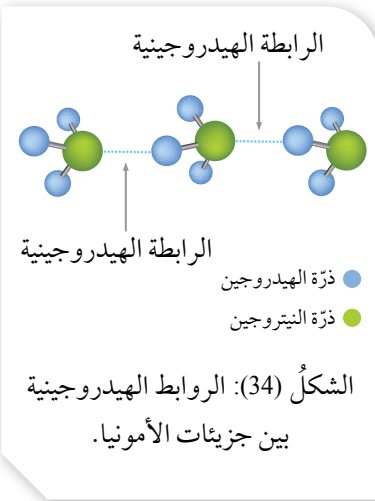 الرابطة الهيدروجينية
الرابطة الهيدروجينية
ذرّة الهيدروجين
ذرّة النيتروجين
الشكلُ (34): الروابط الهيدروجينية
بين جزيئات الأمونيا.